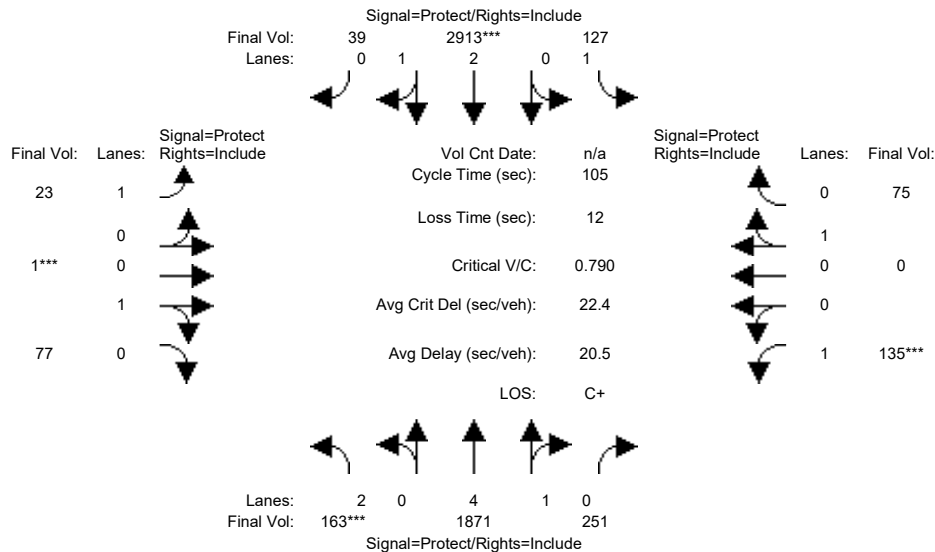 Signal=Protect/Rights=Include
Final Vol: 39 2913*** 127
Lanes: 0 1 2 0 1
Signal=Protect
Final Vol: Lanes: Rights=Include
Vol Cnt Date: n/a
Signal=Protect
Rights=Include Lanes: Final Vol:
Cycle Time (sec): 105
23 1
0 75
Loss Time (sec): 12
0
1
1*** 0
Critical V/C: 0.790
0 0
1
Avg Crit Del (sec/veh): 22.4
0
77 0
Avg Delay (sec/veh): 20.5
1 135***
LOS: C+
Lanes: 2 0 4 1 0
Final Vol: 163*** 1871 251
Signal=Protect/Rights=Include